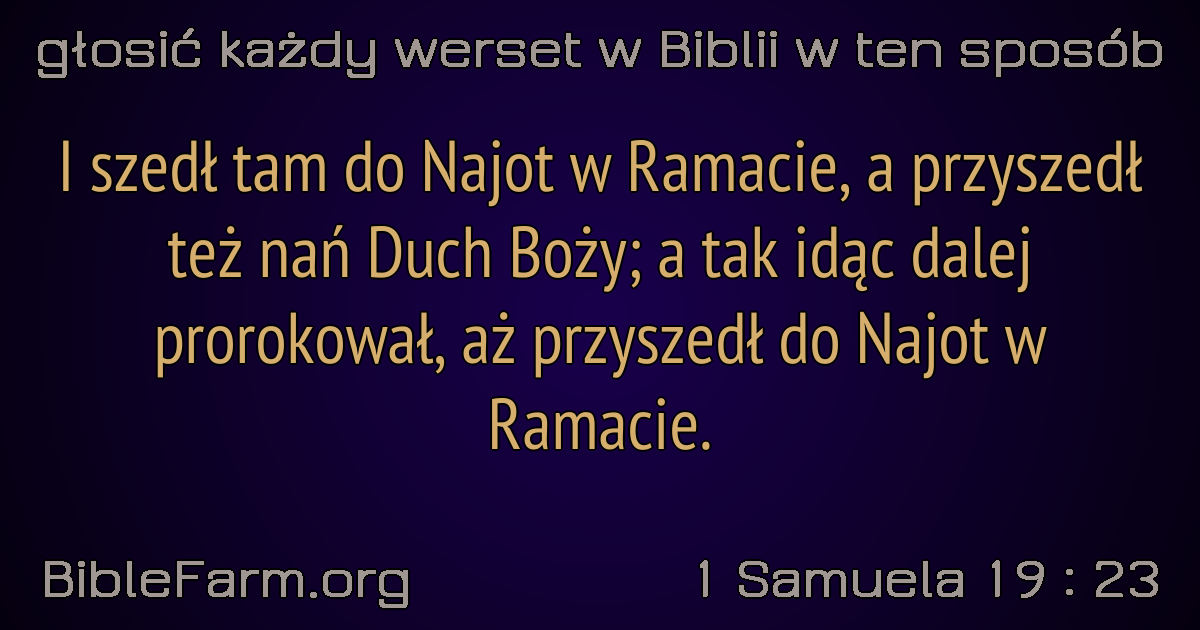 głosić każdy werset w Biblii w ten sposób
I szedł tam do Najot w Ramacie, a przyszedł
też nań Duch Boży; a tak idąc dalej
prorokował, aż przyszedł do Najot w
Ramacie.
BibleFarm.org
1 Samuela 19 : 23